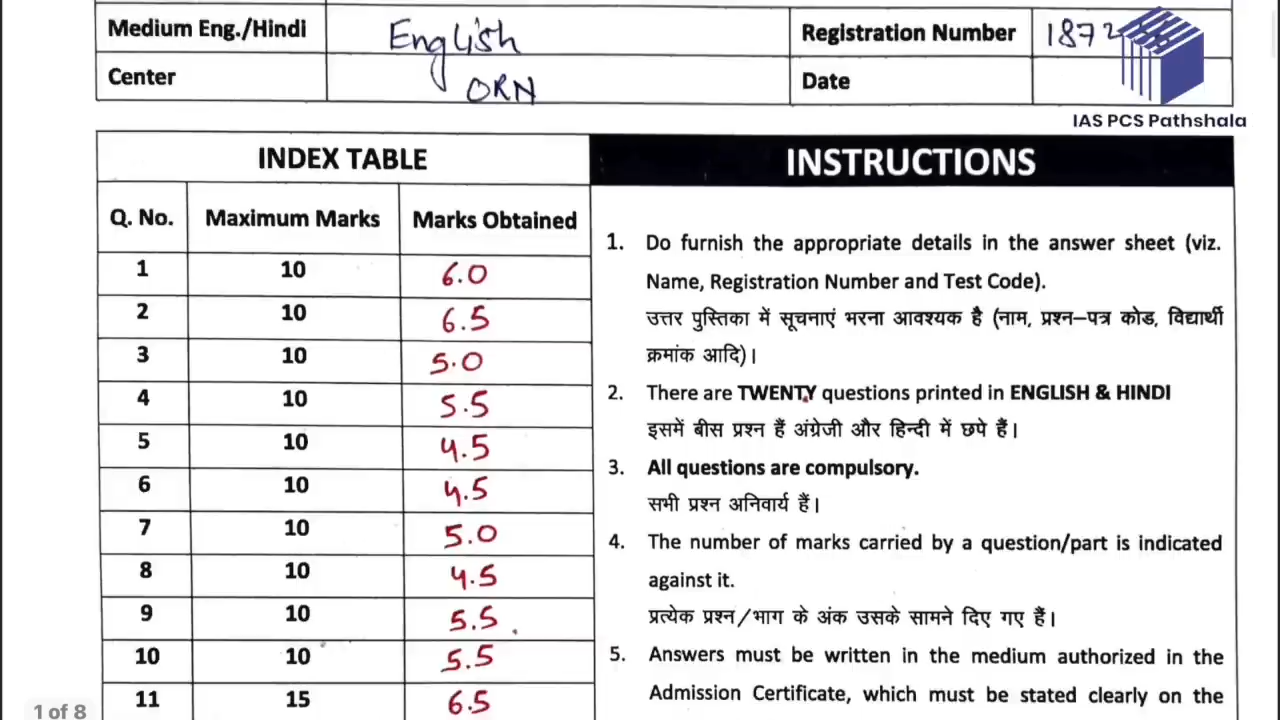 Medium Eng./Hindi English Registration Number 1872
Center ORN Date
IAS PCS Pathshala
INDEX TABLE
Q. No. Maximum Marks Marks Obtained
1 10 6.0
2 10 6.5
3 10 5.0
4 10 5.5
5 10 4.5
6 10 4.5
7 10 5.0
8 10 4.5
9 10 5.5
10 10 5.5
11 15 6.5
INSTRUCTIONS
1. Do furnish the appropriate details in the answer sheet (viz.
Name, Registration Number and Test Code).
उत्तर पुस्तिका में सूचनाएं भरना आवश्यक है (नाम, प्रश्न–पत्र कोड, विद्यार्थी
क्रमांक आदि)।
2. There are TWENTY questions printed in ENGLISH & HINDI
इसमें बीस प्रश्न हैं अंग्रेजी और हिन्दी में छपे हैं।
3. All questions are compulsory.
सभी प्रश्न अनिवार्य हैं।
4. The number of marks carried by a question/part is indicated
against it.
प्रत्येक प्रश्न/भाग के अंक उसके सामने दिए गए हैं।
5. Answers must be written in the medium authorized in the
Admission Certificate, which must be stated clearly on the
1 of 8